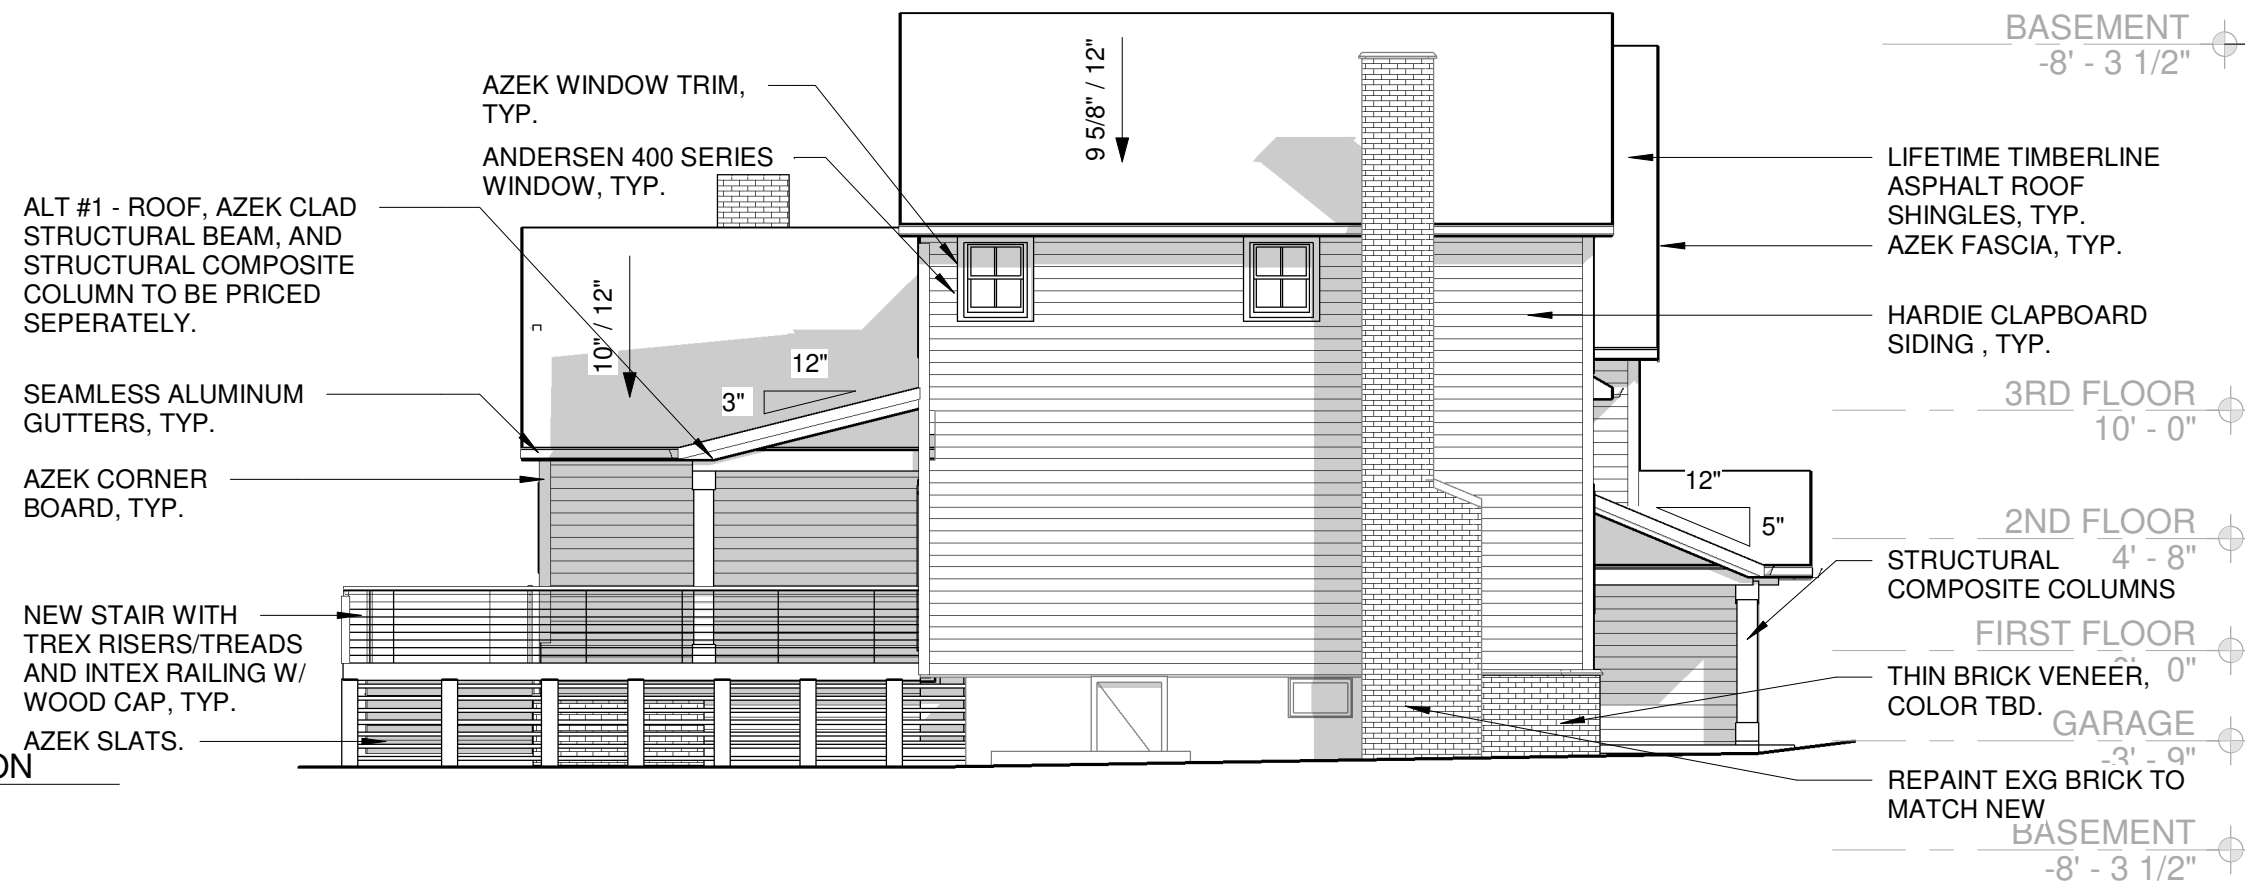 BASEMENT
-8' - 3 1/2"
AZEK WINDOW TRIM,
TYP.
ANDERSEN 400 SERIES
WINDOW, TYP.
ALT #1 - ROOF, AZEK CLAD
STRUCTURAL BEAM, AND
STRUCTURAL COMPOSITE
COLUMN TO BE PRICED
SEPERATELY.
SEAMLESS ALUMINUM
GUTTERS, TYP.
AZEK CORNER
BOARD, TYP.
NEW STAIR WITH
TREX RISERS/TREADS
AND INTEX RAILING W/
WOOD CAP, TYP.
AZEK SLATS.
ON
9 5/8" / 12"
10" / 12"
12"
3"
12"
5"
LIFETIME TIMBERLINE
ASPHALT ROOF
SHINGLES, TYP.
AZEK FASCIA, TYP.
HARDIE CLAPBOARD
SIDING , TYP.
3RD FLOOR
10' - 0"
2ND FLOOR
4' - 8"
STRUCTURAL
COMPOSITE COLUMNS
FIRST FLOOR
0"
THIN BRICK VENEER,
COLOR TBD.
GARAGE
-3' - 9"
REPAINT EXG BRICK TO
MATCH NEW
BASEMENT
-8' - 3 1/2"